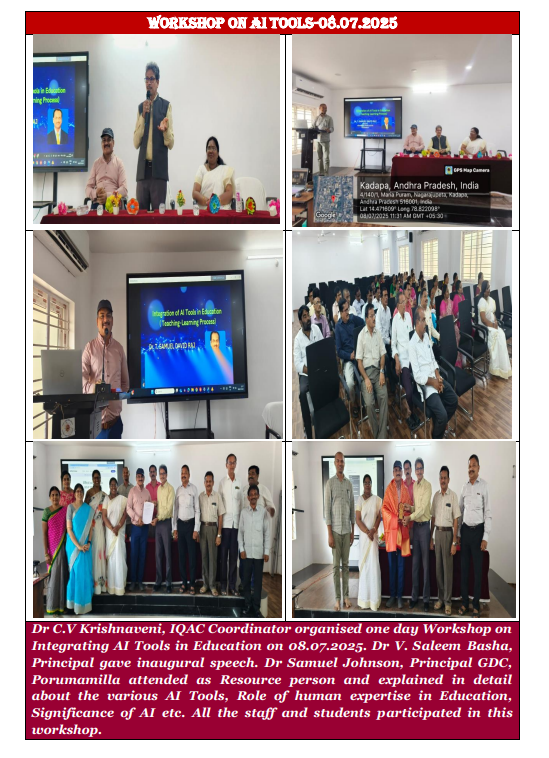 WORKSHOP ON AI TOOLS-08.07.2025
Tools in Education
Learning Process)
RAJ
GPS Map Camera
Kadapa, Andhra Pradesh, India
4/140/1, Maria Puram, Nagarajupeta, Kadapa,
Andhra Pradesh 516001, India
Lat 14.471609° Long 78.822098°
08/07/2025 11:31 AM GMT +05:30
Google
Integration of AI Tools in Education
(Teaching-Learning Process)
Dr. T. SAMUEL DAVID RAJ
Dr C.V Krishnaveni, IQAC Coordinator organised one day Workshop on
Integrating AI Tools in Education on 08.07.2025. Dr V. Saleem Basha,
Principal gave inaugural speech. Dr Samuel Johnson, Principal GDC,
Porumamilla attended as Resource person and explained in detail
about the various AI Tools, Role of human expertise in Education,
Significance of AI etc. All the staff and students participated in this
workshop.